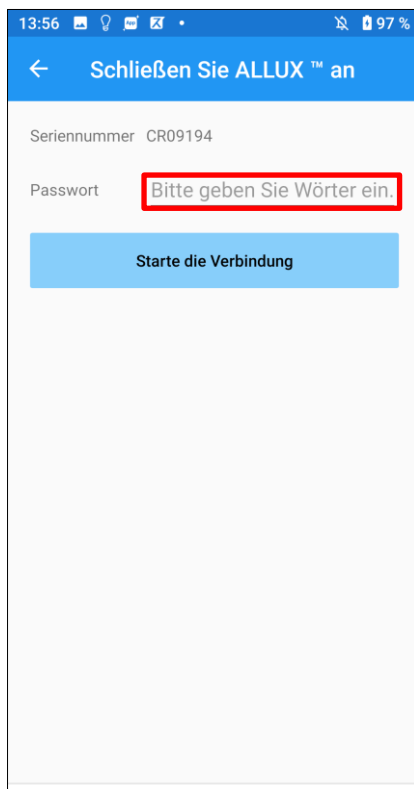 13:56 97 %
Schließen Sie ALLUX ™ an
Seriennummer CR09194
Passwort Bitte geben Sie Wörter ein.
Starte die Verbindung